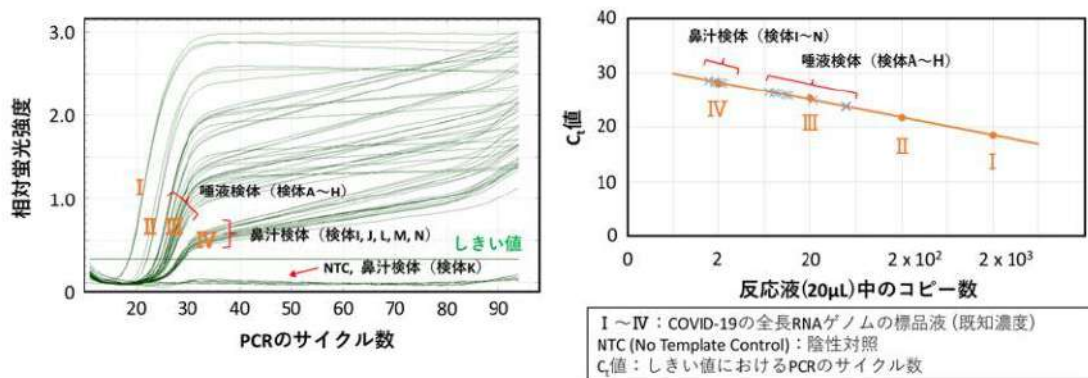 3.0
2.0
1.0
0
相対蛍光強度
20
30
40
50
60
70
80
90
PCRのサイクル数
Ⅰ
Ⅱ
Ⅲ
Ⅳ
唾液検体（検体A～H）
鼻汁検体（検体I, J, L, M, N）
しきい値
NTC, 鼻汁検体（検体K）
40
30
20
10
0
Ct値
鼻汁検体（検体I～N）
唾液検体（検体A～H）
Ⅳ
Ⅲ
Ⅱ
Ⅰ
0
2
20
2 x 10²
2 x 10³
反応液(20μL)中のコピー数
Ⅰ～Ⅳ：COVID-19の全長RNAゲノムの標品液 (既知濃度)
NTC (No Template Control)：陰性対照
Ct値：しきい値におけるPCRのサイクル数